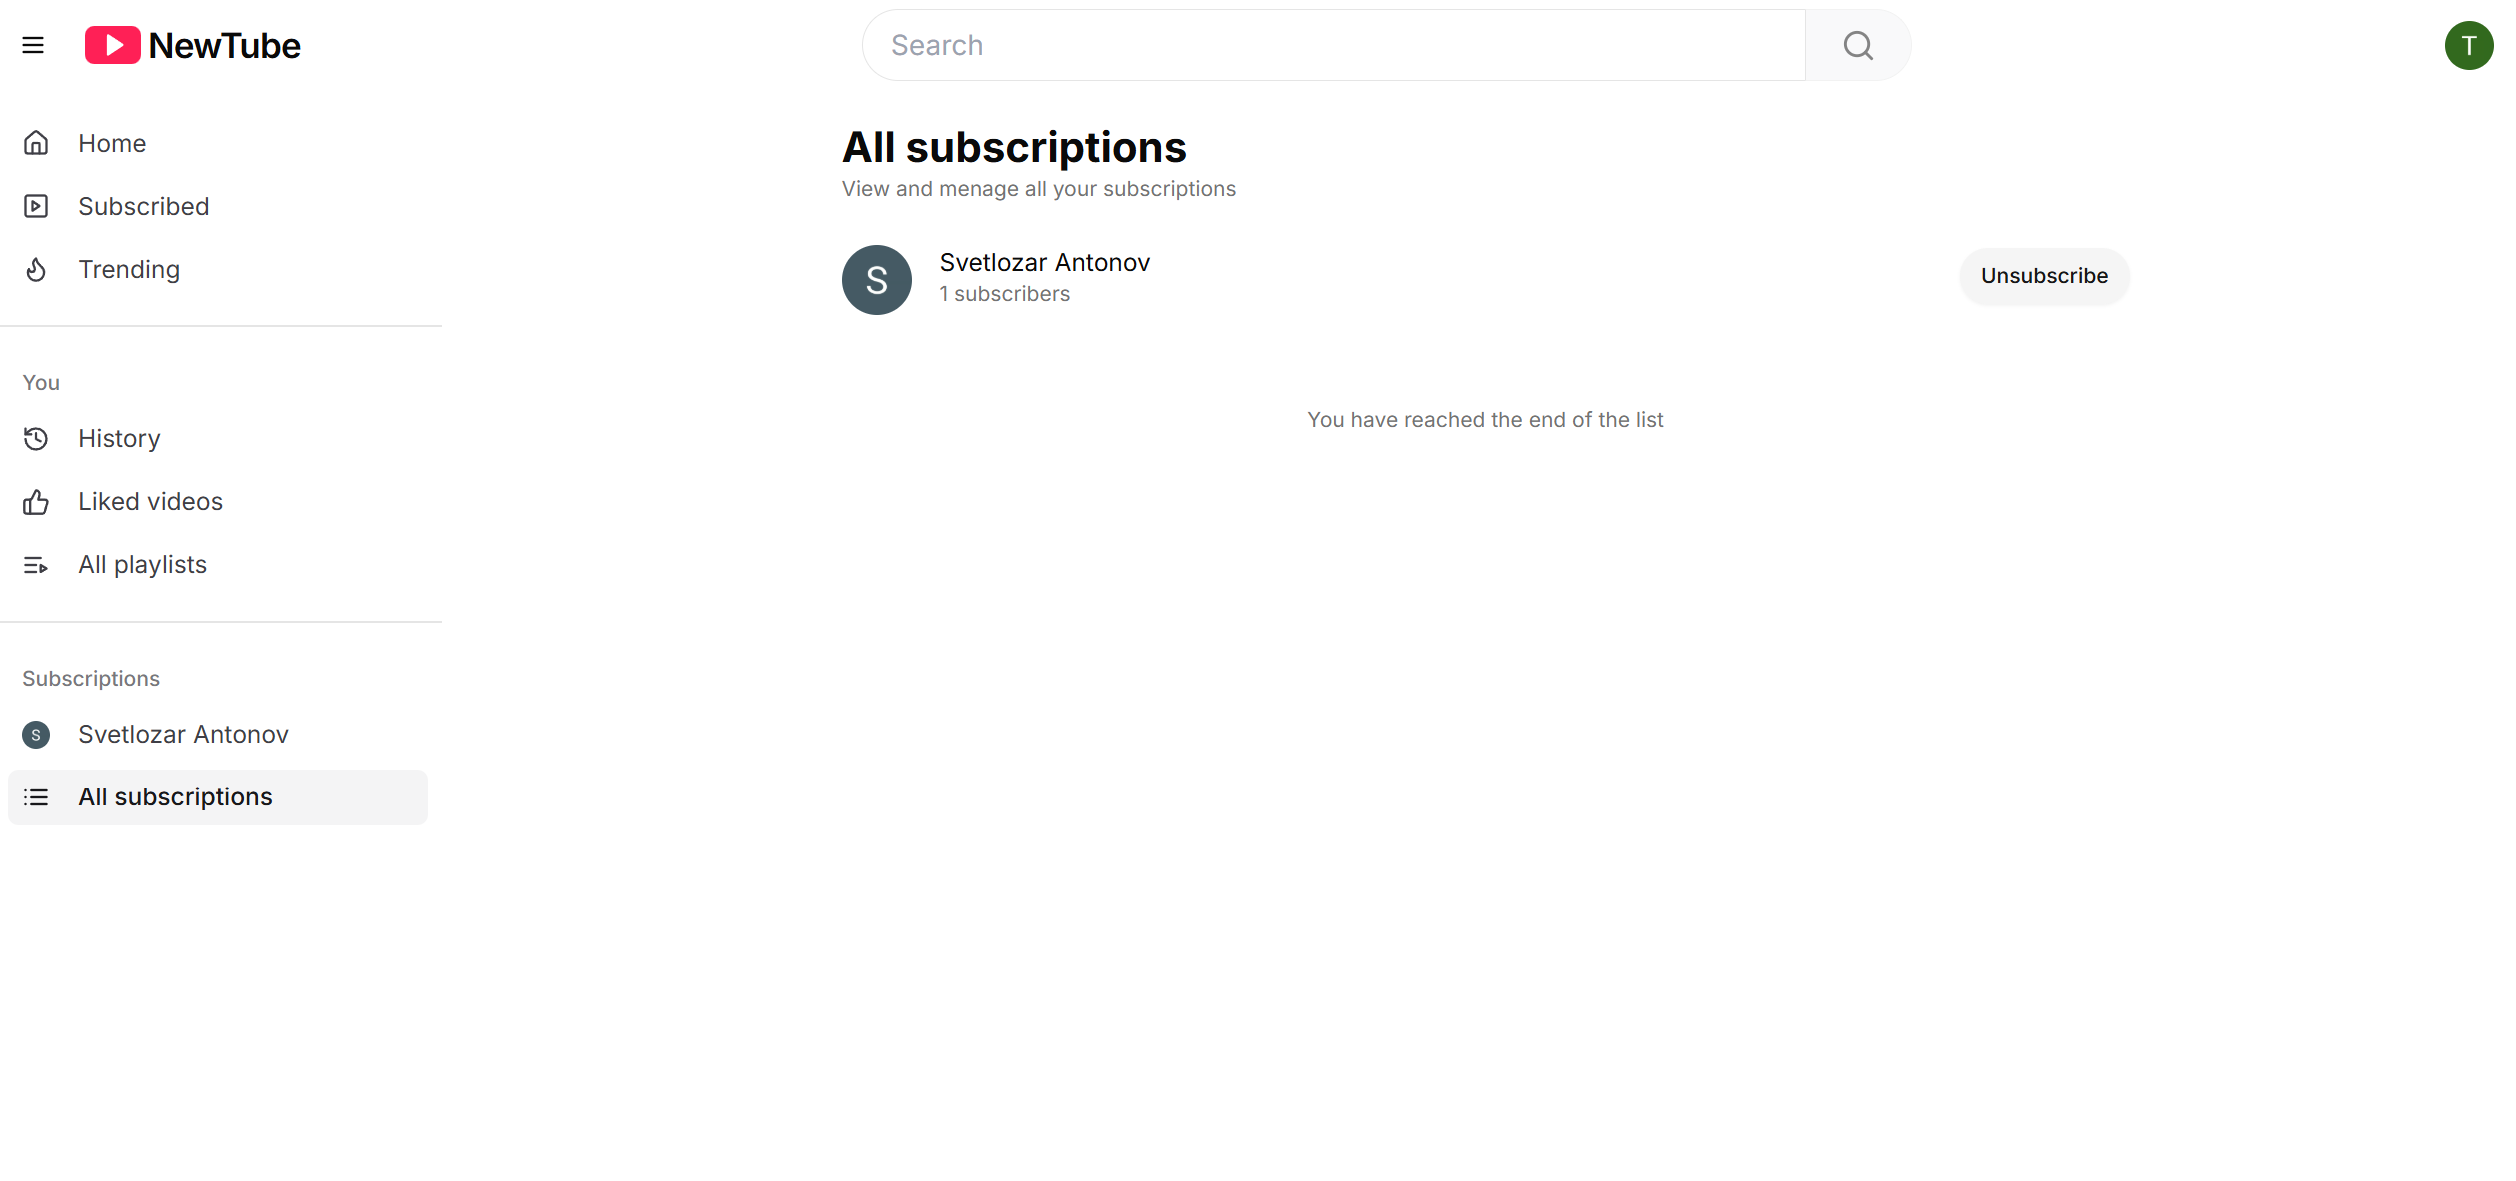 NewTube
Search
T
Home
Subscribed
Trending
You
History
Liked videos
All playlists
Subscriptions
S Svetlozar Antonov
All subscriptions
All subscriptions
View and menage all your subscriptions
S
Svetlozar Antonov
1 subscribers
Unsubscribe
You have reached the end of the list